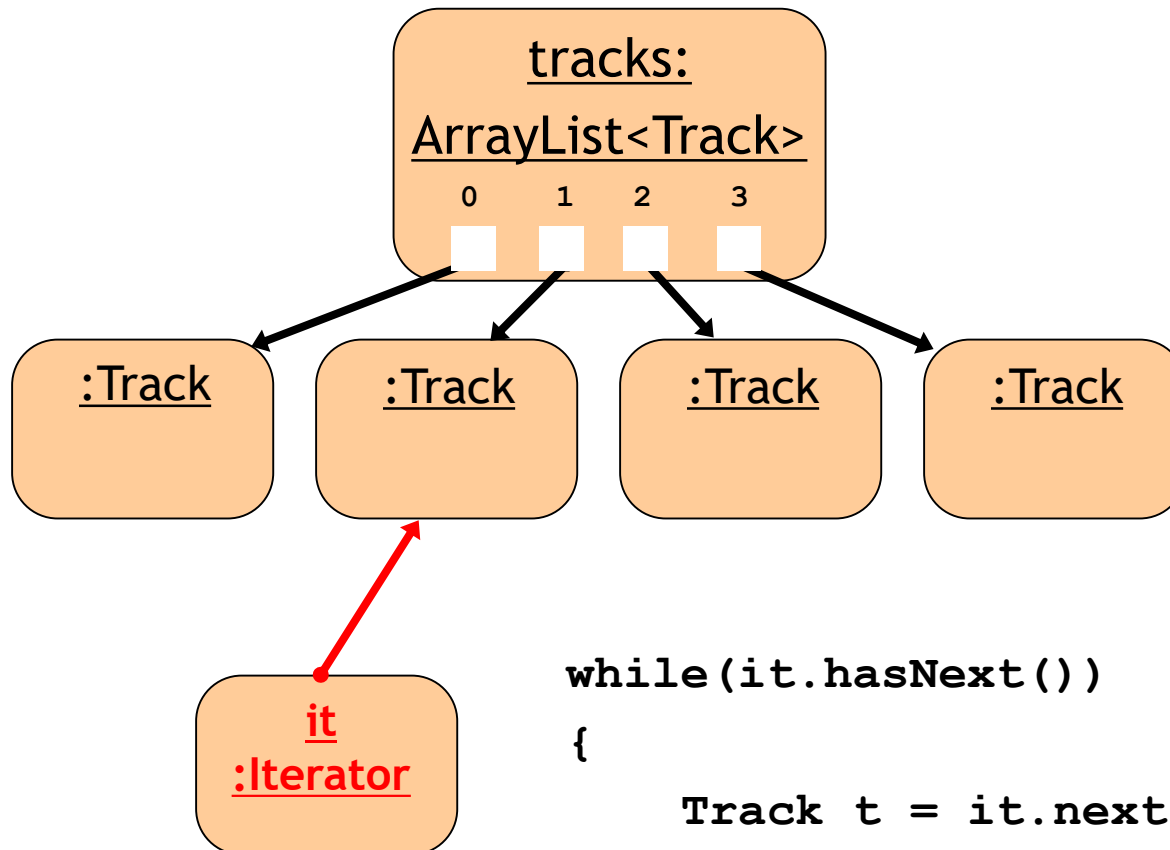 tracks:
ArrayList<Track>
0 1 2 3
:Track :Track :Track :Track
it
:Iterator
while(it.hasNext())
{
Track t = it.next